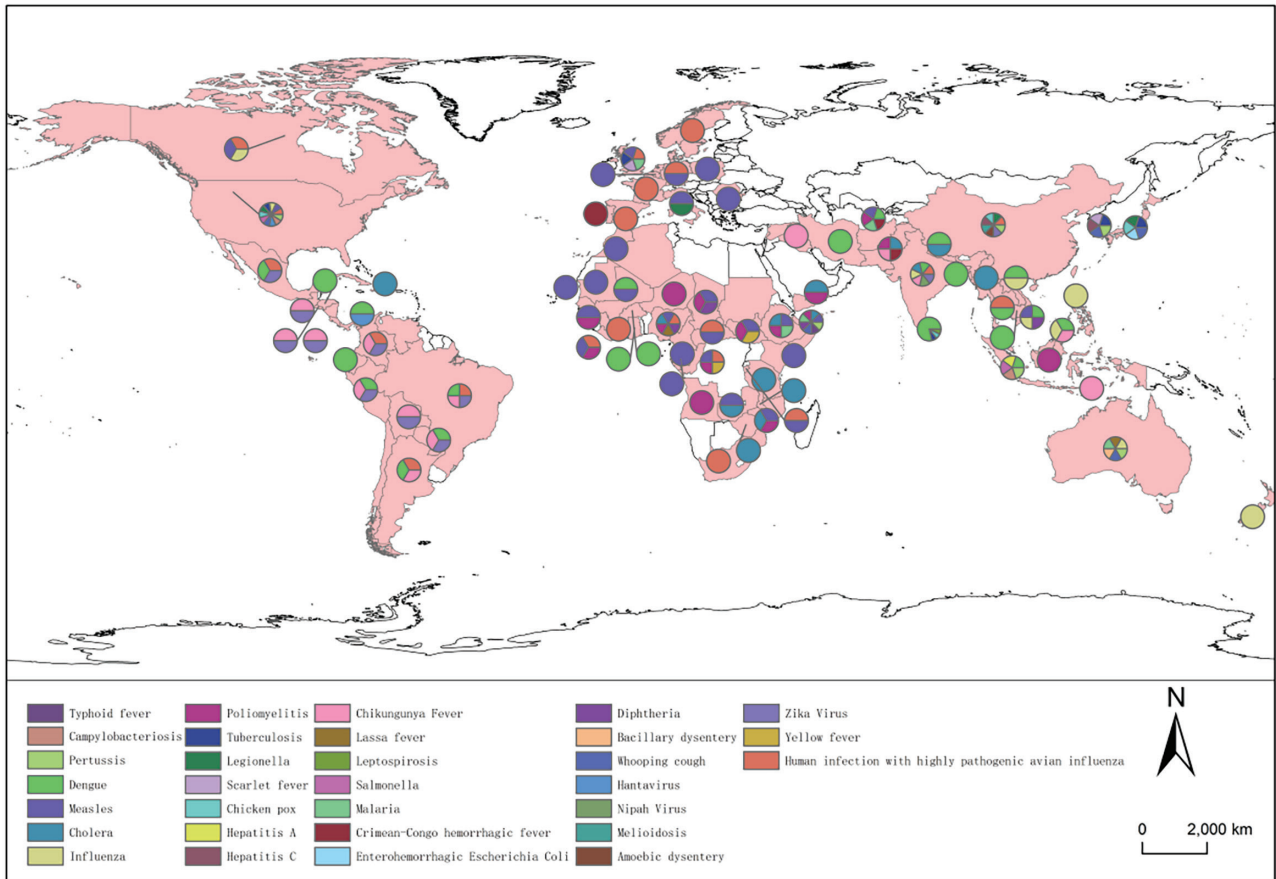 Typhoid fever
Campylobacteriosis
Pertussis
Dengue
Measles
Cholera
Influenza
Poliomyelitis
Tuberculosis
Legionella
Scarlet fever
Chicken pox
Hepatitis A
Hepatitis C
Chikungunya Fever
Lassa fever
Leptospirosis
Salmonella
Malaria
Crimean-Congo hemorrhagic fever
Enterohemorrhagic Escherichia Coli
Diphtheria
Bacillary dysentery
Whooping cough
Hantavirus
Nipah Virus
Melioidosis
Amoebic dysentery
Zika Virus
Yellow fever
Human infection with highly pathogenic avian influenza
N
0 2,000 km